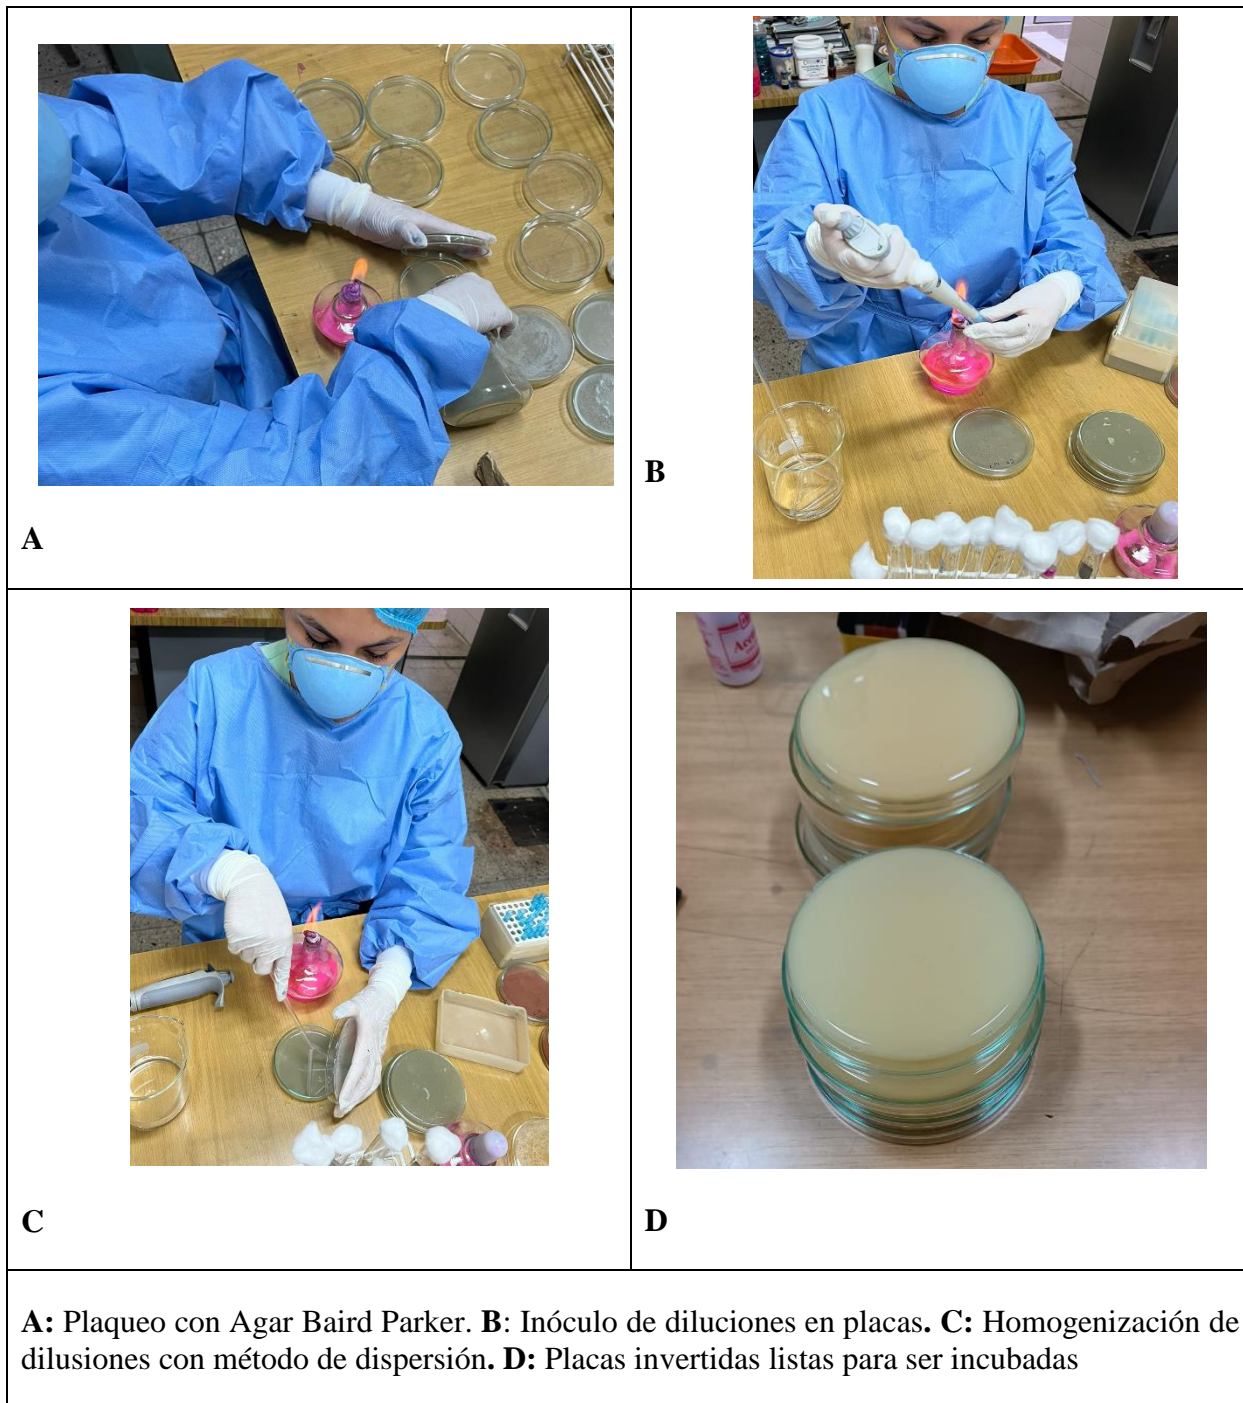 A
B
C
D
A: Plaqueo con Agar Baird Parker. B: Inóculo de diluciones en placas. C: Homogenización de
dilusiones con método de dispersión. D: Placas invertidas listas para ser incubadas